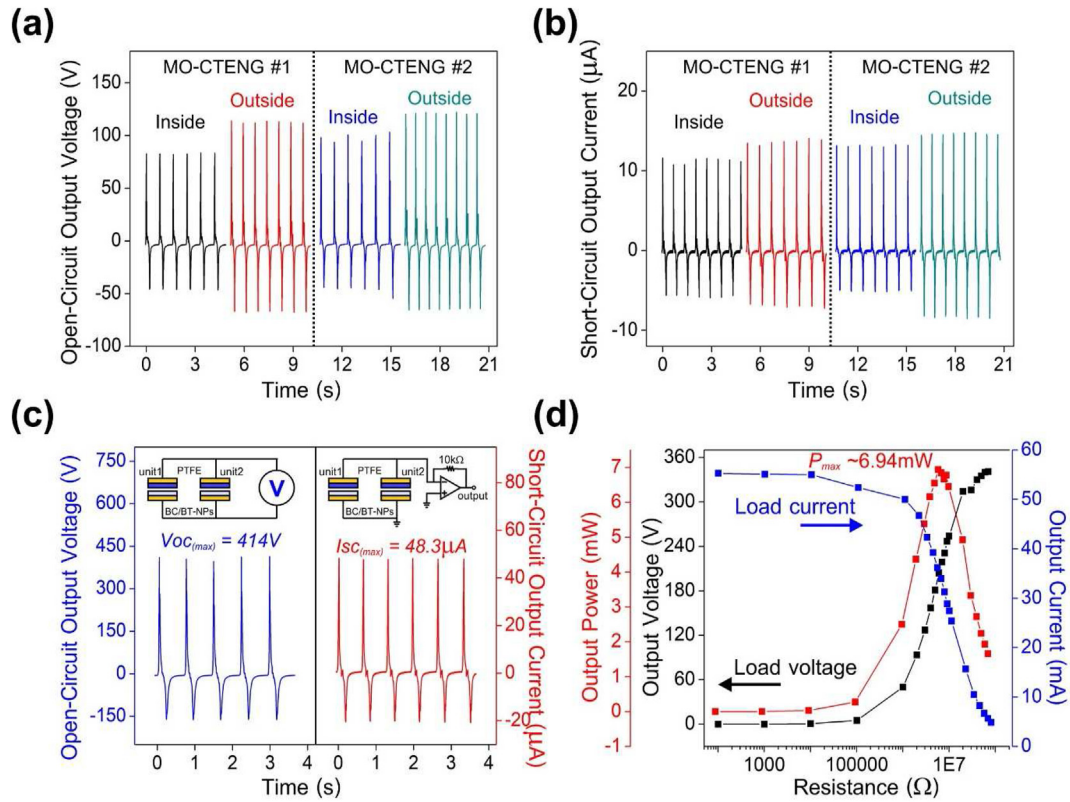 (a)
Open-Circuit Output Voltage (V)
150
100
50
0
-50
-100
MO-CTENG #1
MO-CTENG #2
Inside
Outside
Inside
Outside
0 3 6 9 12 15 18 21
Time (s)
(b)
Short-Circuit Output Current (μA)
20
10
0
-10
MO-CTENG #1
MO-CTENG #2
Inside
Outside
Inside
Outside
0 3 6 9 12 15 18 21
Time (s)
(c)
Open-Circuit Output Voltage (V)
750
600
450
300
150
0
-150
unit1 PTFE unit2
V
BC/BT-NPs
Voc(max) = 414V
unit1 PTFE unit2 10kΩ
output
BC/BT-NPs
Isc(max) = 48.3μA
0 1 2 3 4 0 1 2 3 4
Time (s)
80
60
40
20
0
-20
Short-Circuit Output Current (μA)
(d)
Output Power (mW)
7
6
5
4
3
2
1
0
-1
Output Voltage (V)
360
300
240
180
120
60
0
Pmax ~6.94mW
Load current
Load voltage
1000 100000 1E7
Resistance (Ω)
60
50
40
30
20
10
0
Output Current (mA)